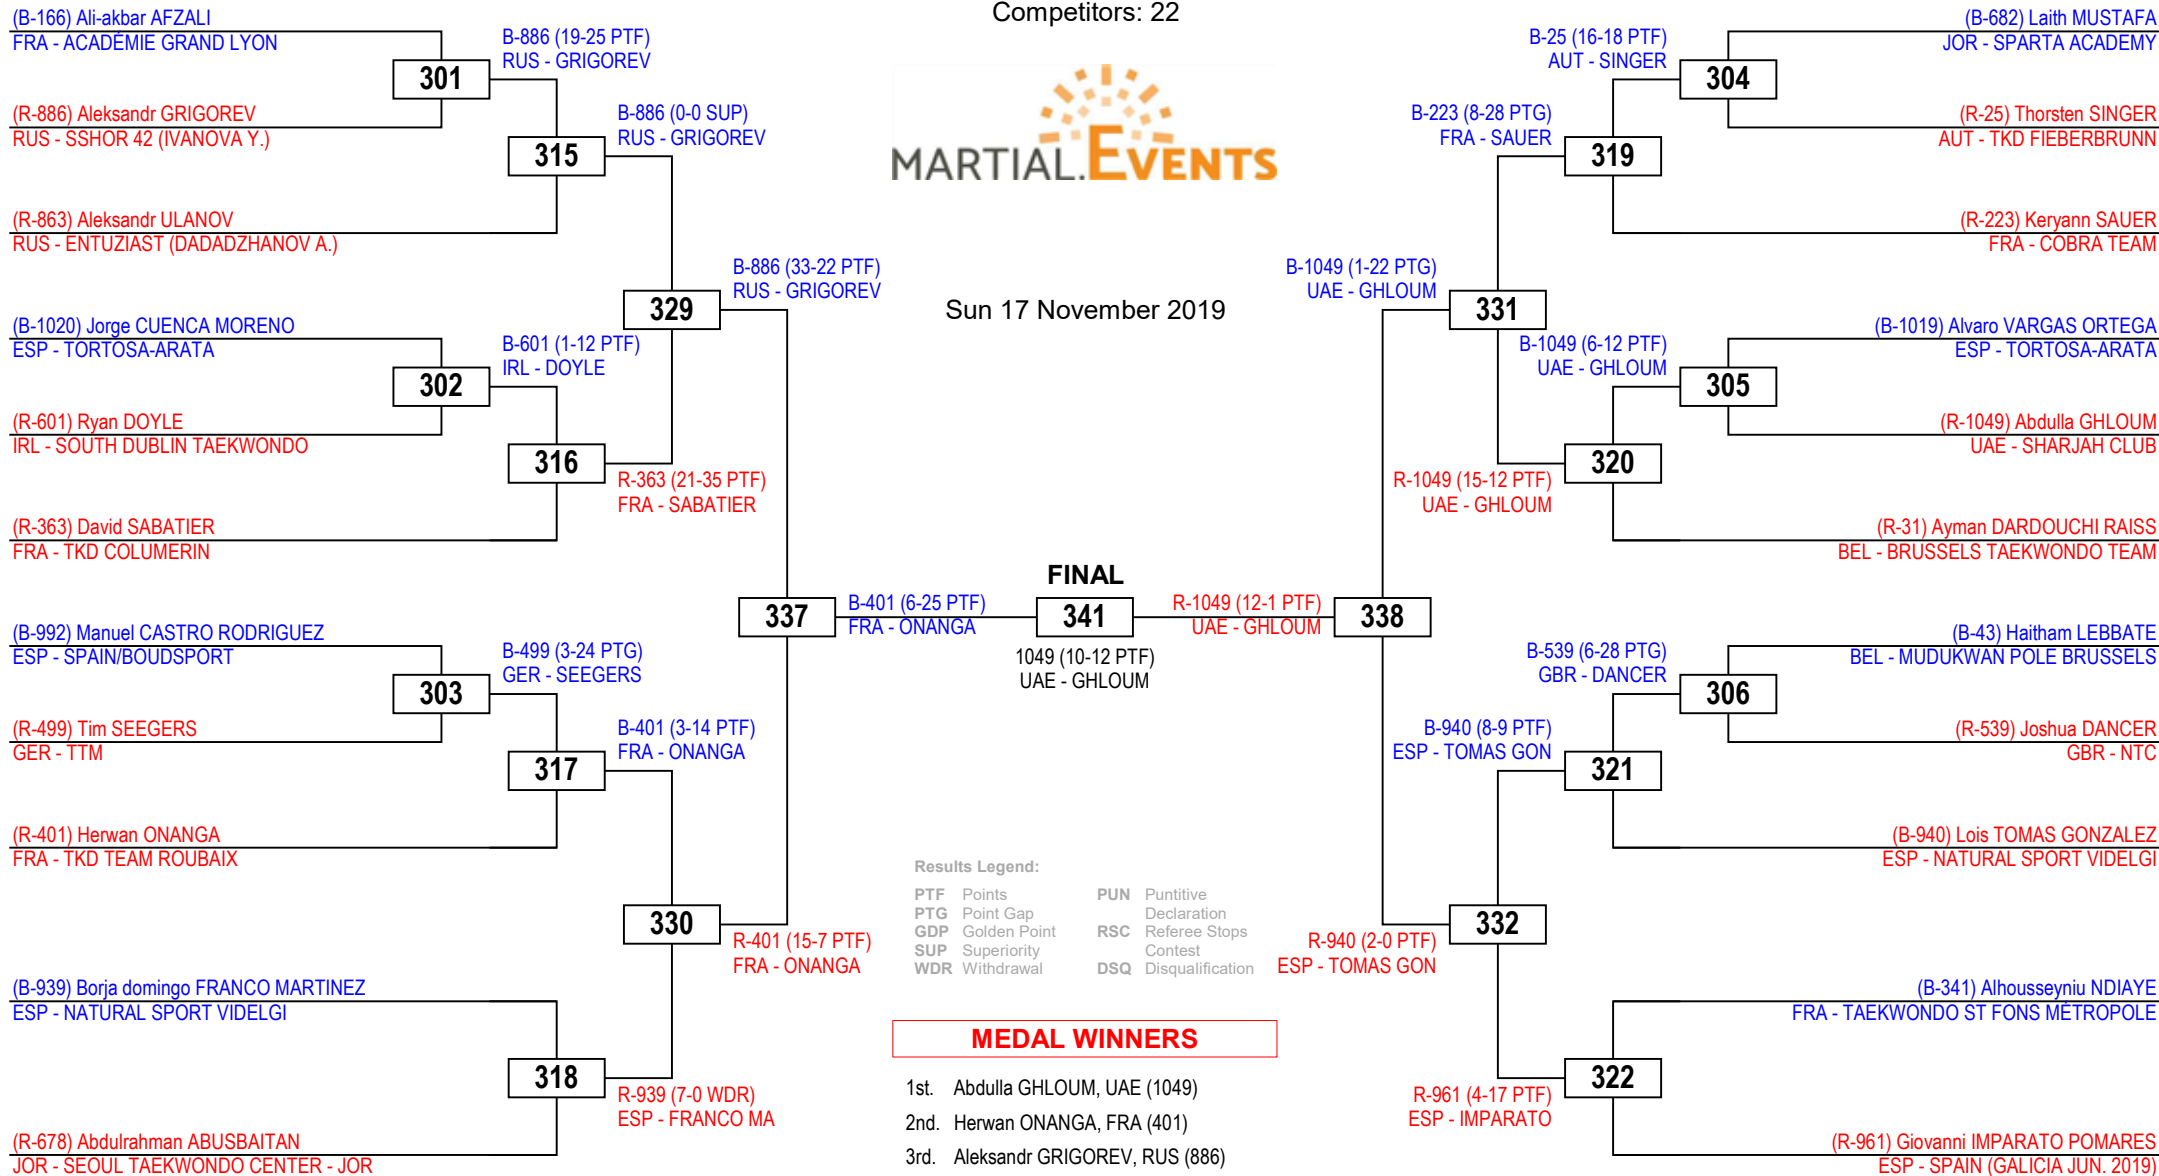 Competitors: 22
MARTIAL.EVENTS
Sun 17 November 2019
(B-166) Ali-akbar AFZALI
FRA - ACADÉMIE GRAND LYON
301
(R-886) Aleksandr GRIGOREV
RUS - SSHOR 42 (IVANOVA Y.)
B-886 (19-25 PTF)
RUS - GRIGOREV
315
(R-863) Aleksandr ULANOV
RUS - ENTUZIAST (DADADZHANOV A.)
B-886 (0-0 SUP)
RUS - GRIGOREV
329
(B-1020) Jorge CUENCA MORENO
ESP - TORTOSA-ARATA
302
(R-601) Ryan DOYLE
IRL - SOUTH DUBLIN TAEKWONDO
B-601 (1-12 PTF)
IRL - DOYLE
316
(R-363) David SABATIER
FRA - TKD COLUMERIN
R-363 (21-35 PTF)
FRA - SABATIER
B-886 (33-22 PTF)
RUS - GRIGOREV
337
(B-992) Manuel CASTRO RODRIGUEZ
ESP - SPAIN/BOUDSPORT
303
(R-499) Tim SEEGERS
GER - TTM
B-499 (3-24 PTG)
GER - SEEGERS
317
(R-401) Herwan ONANGA
FRA - TKD TEAM ROUBAIX
B-401 (3-14 PTF)
FRA - ONANGA
330
(B-939) Borja domingo FRANCO MARTINEZ
ESP - NATURAL SPORT VIDELGI
318
(R-678) Abdulrahman ABUSBAITAN
JOR - SEOUL TAEKWONDO CENTER - JOR
R-939 (7-0 WDR)
ESP - FRANCO MA
R-401 (15-7 PTF)
FRA - ONANGA
B-401 (6-25 PTF)
FRA - ONANGA
FINAL
341
1049 (10-12 PTF)
UAE - GHLOUM
R-1049 (12-1 PTF)
UAE - GHLOUM
338
(B-682) Laith MUSTAFA
JOR - SPARTA ACADEMY
304
(R-25) Thorsten SINGER
AUT - TKD FIEBERBRUNN
B-25 (16-18 PTF)
AUT - SINGER
319
(R-223) Keryann SAUER
FRA - COBRA TEAM
B-223 (8-28 PTG)
FRA - SAUER
331
(B-1019) Alvaro VARGAS ORTEGA
ESP - TORTOSA-ARATA
305
(R-1049) Abdulla GHLOUM
UAE - SHARJAH CLUB
B-1049 (6-12 PTF)
UAE - GHLOUM
320
(R-31) Ayman DARDOUCHI RAISS
BEL - BRUSSELS TAEKWONDO TEAM
R-1049 (15-12 PTF)
UAE - GHLOUM
B-1049 (1-22 PTG)
UAE - GHLOUM
(B-43) Haitham LEBBATE
BEL - MUDUKWAN POLE BRUSSELS
306
(R-539) Joshua DANCER
GBR - NTC
B-539 (6-28 PTG)
GBR - DANCER
321
(B-940) Lois TOMAS GONZALEZ
ESP - NATURAL SPORT VIDELGI
B-940 (8-9 PTF)
ESP - TOMAS GON
332
(B-341) Alhousseyniu NDIAYE
FRA - TAEKWONDO ST FONS MÉTROPOLE
322
(R-961) Giovanni IMPARATO POMARES
ESP - SPAIN (GALICIA JUN. 2019)
R-961 (4-17 PTF)
ESP - IMPARATO
R-940 (2-0 PTF)
ESP - TOMAS GON
Results Legend:
PTF Points
PTG Point Gap
GDP Golden Point
SUP Superiority
WDR Withdrawal
PUN Puntitive
Declaration
RSC Referee Stops
Contest
DSQ Disqualification
MEDAL WINNERS
1st. Abdulla GHLOUM, UAE (1049)
2nd. Herwan ONANGA, FRA (401)
3rd. Aleksandr GRIGOREV, RUS (886)